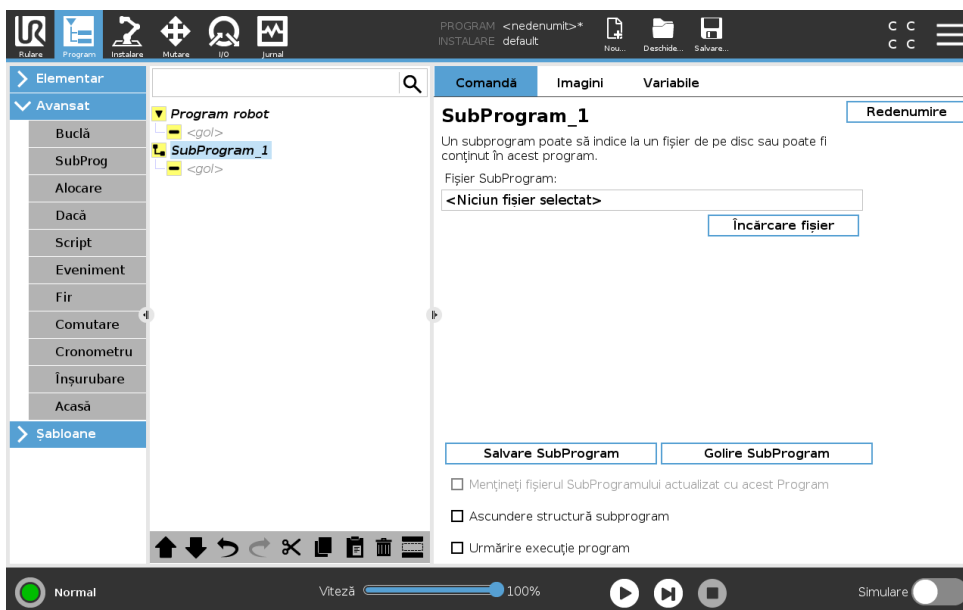 PROGRAM <nedenumit>*
INSTALARE default
Rulare Program Instalare Mutare I/O Jurnal Nou... Deschide... Salvare...
C C
C C
Elementar
Avansat
Buclă
SubProg
Alocare
Dacă
Script
Eveniment
Fir
Comutare
Cronometru
Înșurubare
Acasă
Șabloane
Program robot
<gol>
SubProgram_1
<gol>
Comandă Imagini Variabile
SubProgram_1
Redenumire
Un subprogram poate să indice la un fișier de pe disc sau poate fi
conținut în acest program.
Fișier SubProgram:
<Niciun fișier selectat>
Încărcare fișier
Salvare SubProgram Golire SubProgram
Mențineți fișierul SubProgramului actualizat cu acest Program
Ascundere structură subprogram
Urmărire execuție program
Normal Viteză 100% Simulare